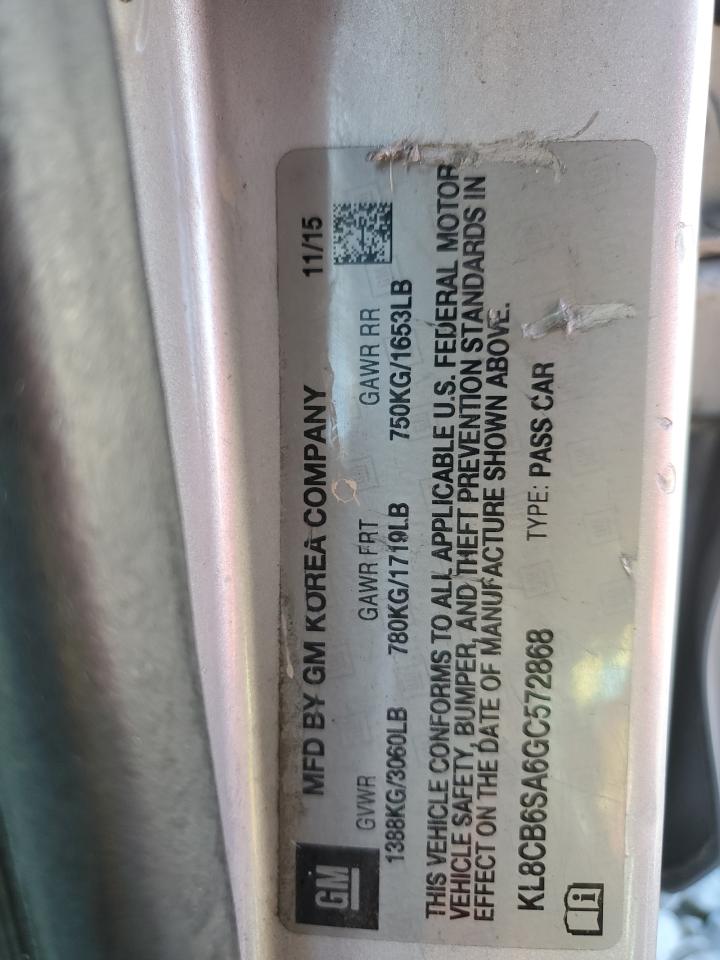 MFD BY GM KOREA COMPANY 11/15
GM
GVWR GAWR FRT GAWR RR
1388KG/3060LB 780KG/1719LB 750KG/1653LB
THIS VEHICLE CONFORMS TO ALL APPLICABLE U.S. FEDERAL MOTOR
VEHICLE SAFETY, BUMPER, AND THEFT PREVENTION STANDARDS IN
EFFECT ON THE DATE OF MANUFACTURE SHOWN ABOVE.
KL8CB6SA6GC572868 TYPE: PASS CAR